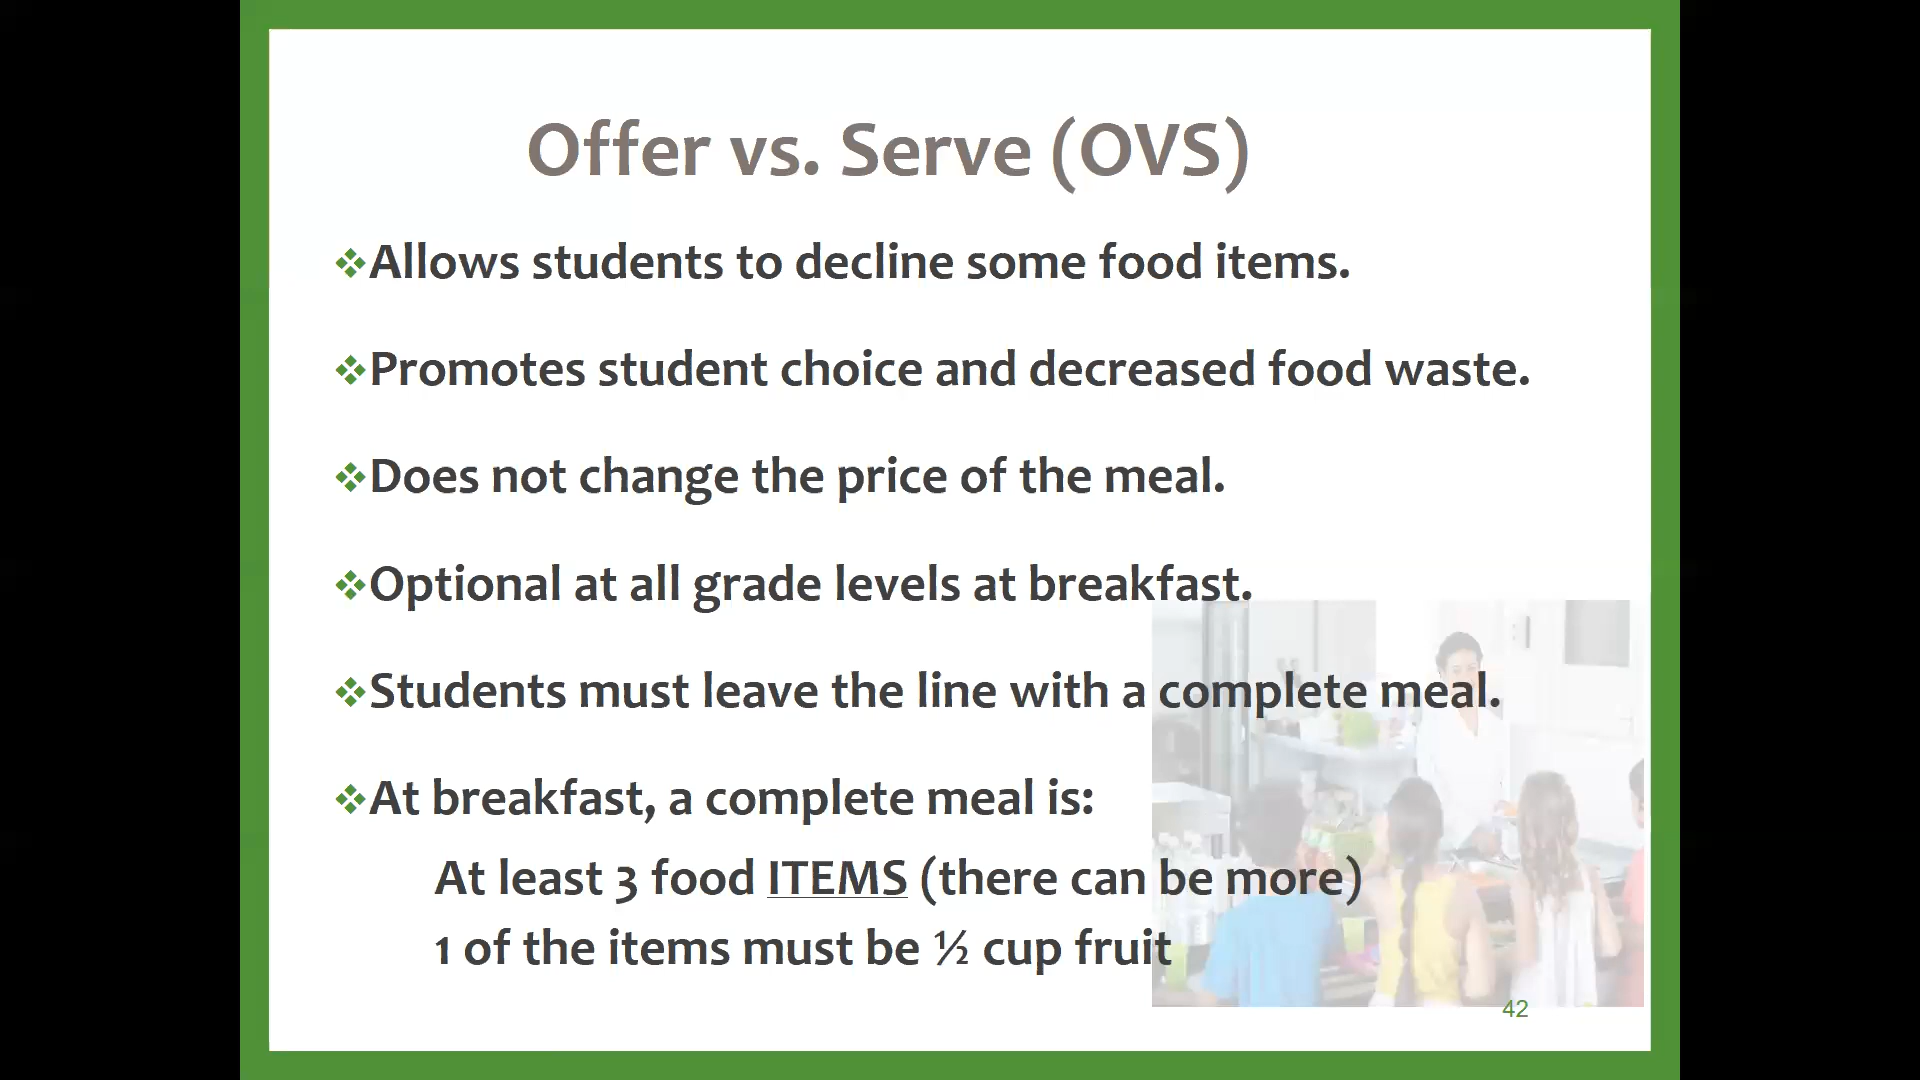 Offer vs. Serve (OVS)
❖Allows students to decline some food items.
❖Promotes student choice and decreased food waste.
❖Does not change the price of the meal.
❖Optional at all grade levels at breakfast.
❖Students must leave the line with a complete meal.
❖At breakfast, a complete meal is:
At least 3 food ITEMS (there can be more)
1 of the items must be ½ cup fruit
42